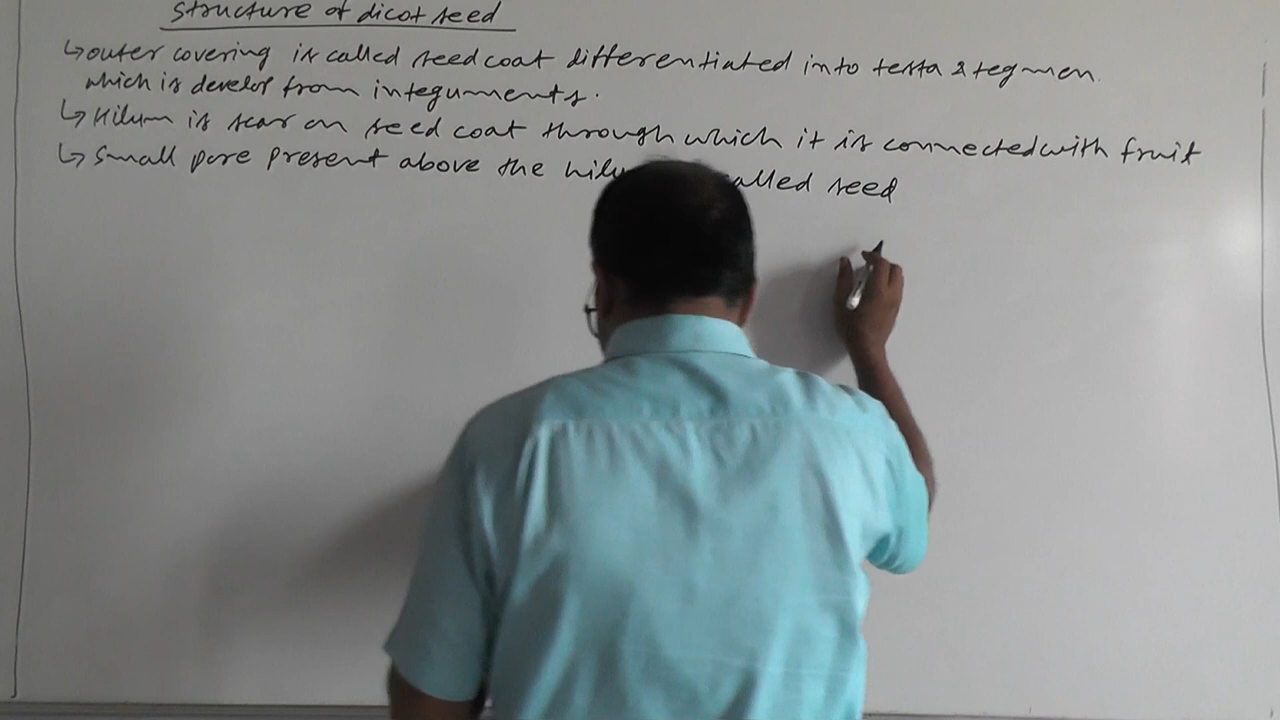 structure of dicot seed
↳outer covering is called seed coat differentiated into testa & tegmen.
which is develop from integuments.
↳Hilum is scar on seed coat through which it is connected with fruit
↳Small pore present above the seed